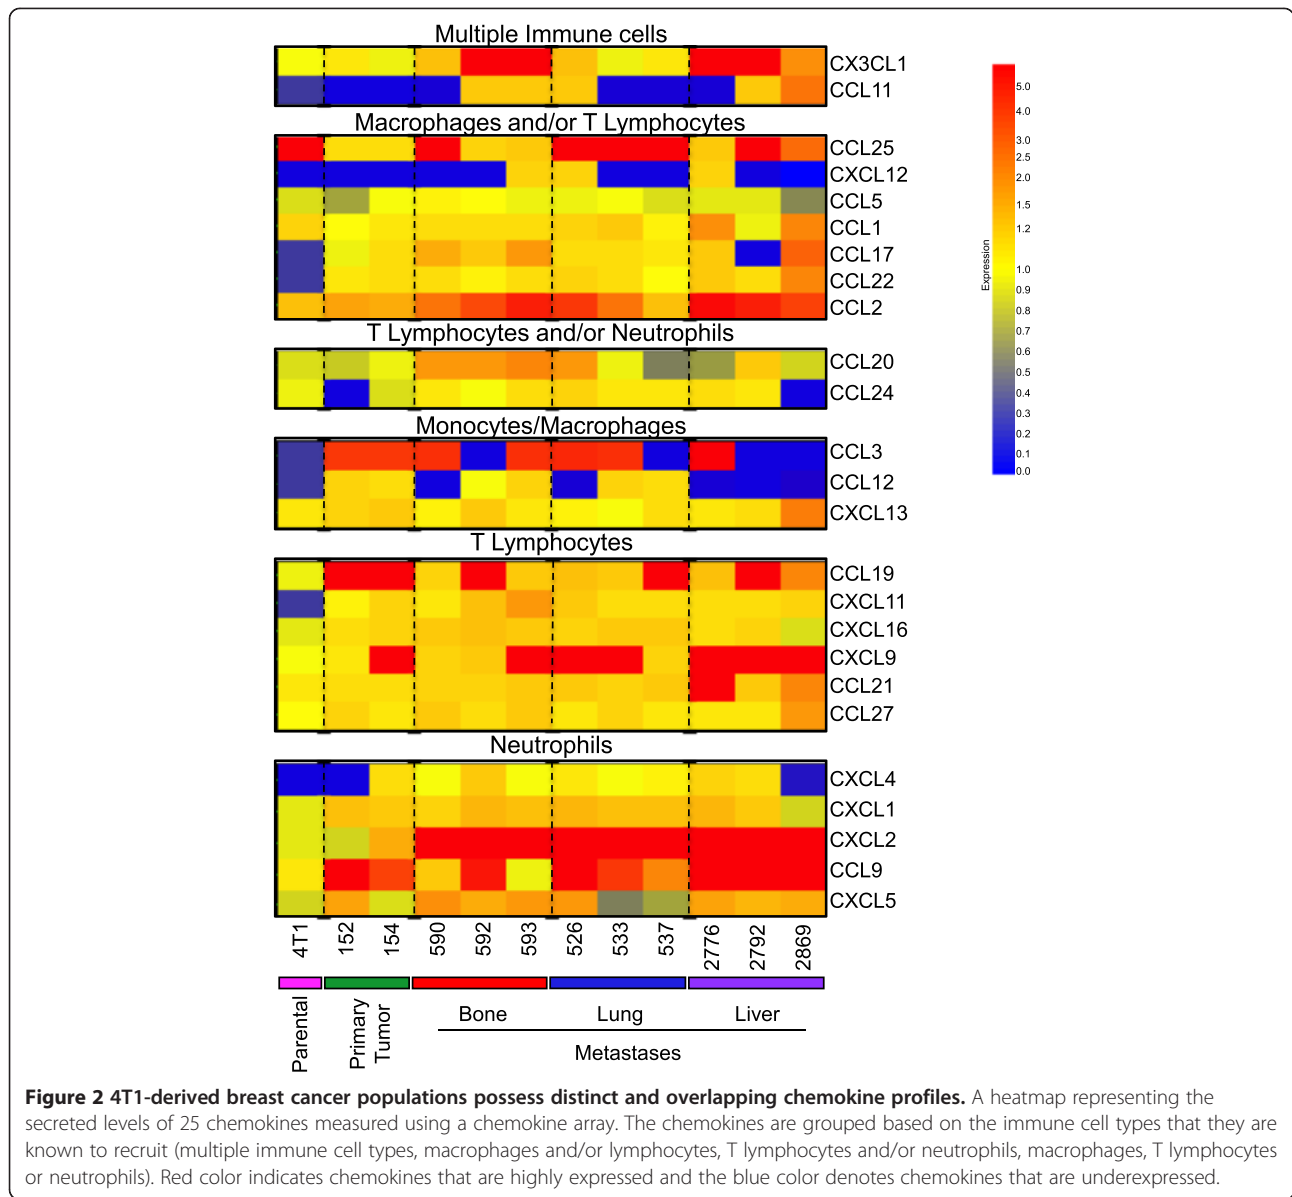 Multiple Immune cells
CX3CL1
CCL11
Macrophages and/or T Lymphocytes
CCL25
CXCL12
CCL5
CCL1
CCL17
CCL22
CCL2
T Lymphocytes and/or Neutrophils
CCL20
CCL24
Monocytes/Macrophages
CCL3
CCL12
CXCL13
T Lymphocytes
CCL19
CXCL11
CXCL16
CXCL9
CCL21
CCL27
Neutrophils
CXCL4
CXCL1
CXCL2
CCL9
CXCL5
4T1 152 154 590 592 593 526 533 537 2776 2792 2869
Parental
Primary
Tumor
Bone Lung Liver
Metastases
Expression
5.0
4.0
3.0
2.5
2.0
1.5
1.2
1.0
0.9
0.8
0.7
0.6
0.5
0.4
0.3
0.2
0.1
0.0
Figure 2 4T1-derived breast cancer populations possess distinct and overlapping chemokine profiles. A heatmap representing the
secreted levels of 25 chemokines measured using a chemokine array. The chemokines are grouped based on the immune cell types that they are
known to recruit (multiple immune cell types, macrophages and/or lymphocytes, T lymphocytes and/or neutrophils, macrophages, T lymphocytes
or neutrophils). Red color indicates chemokines that are highly expressed and the blue color denotes chemokines that are underexpressed.